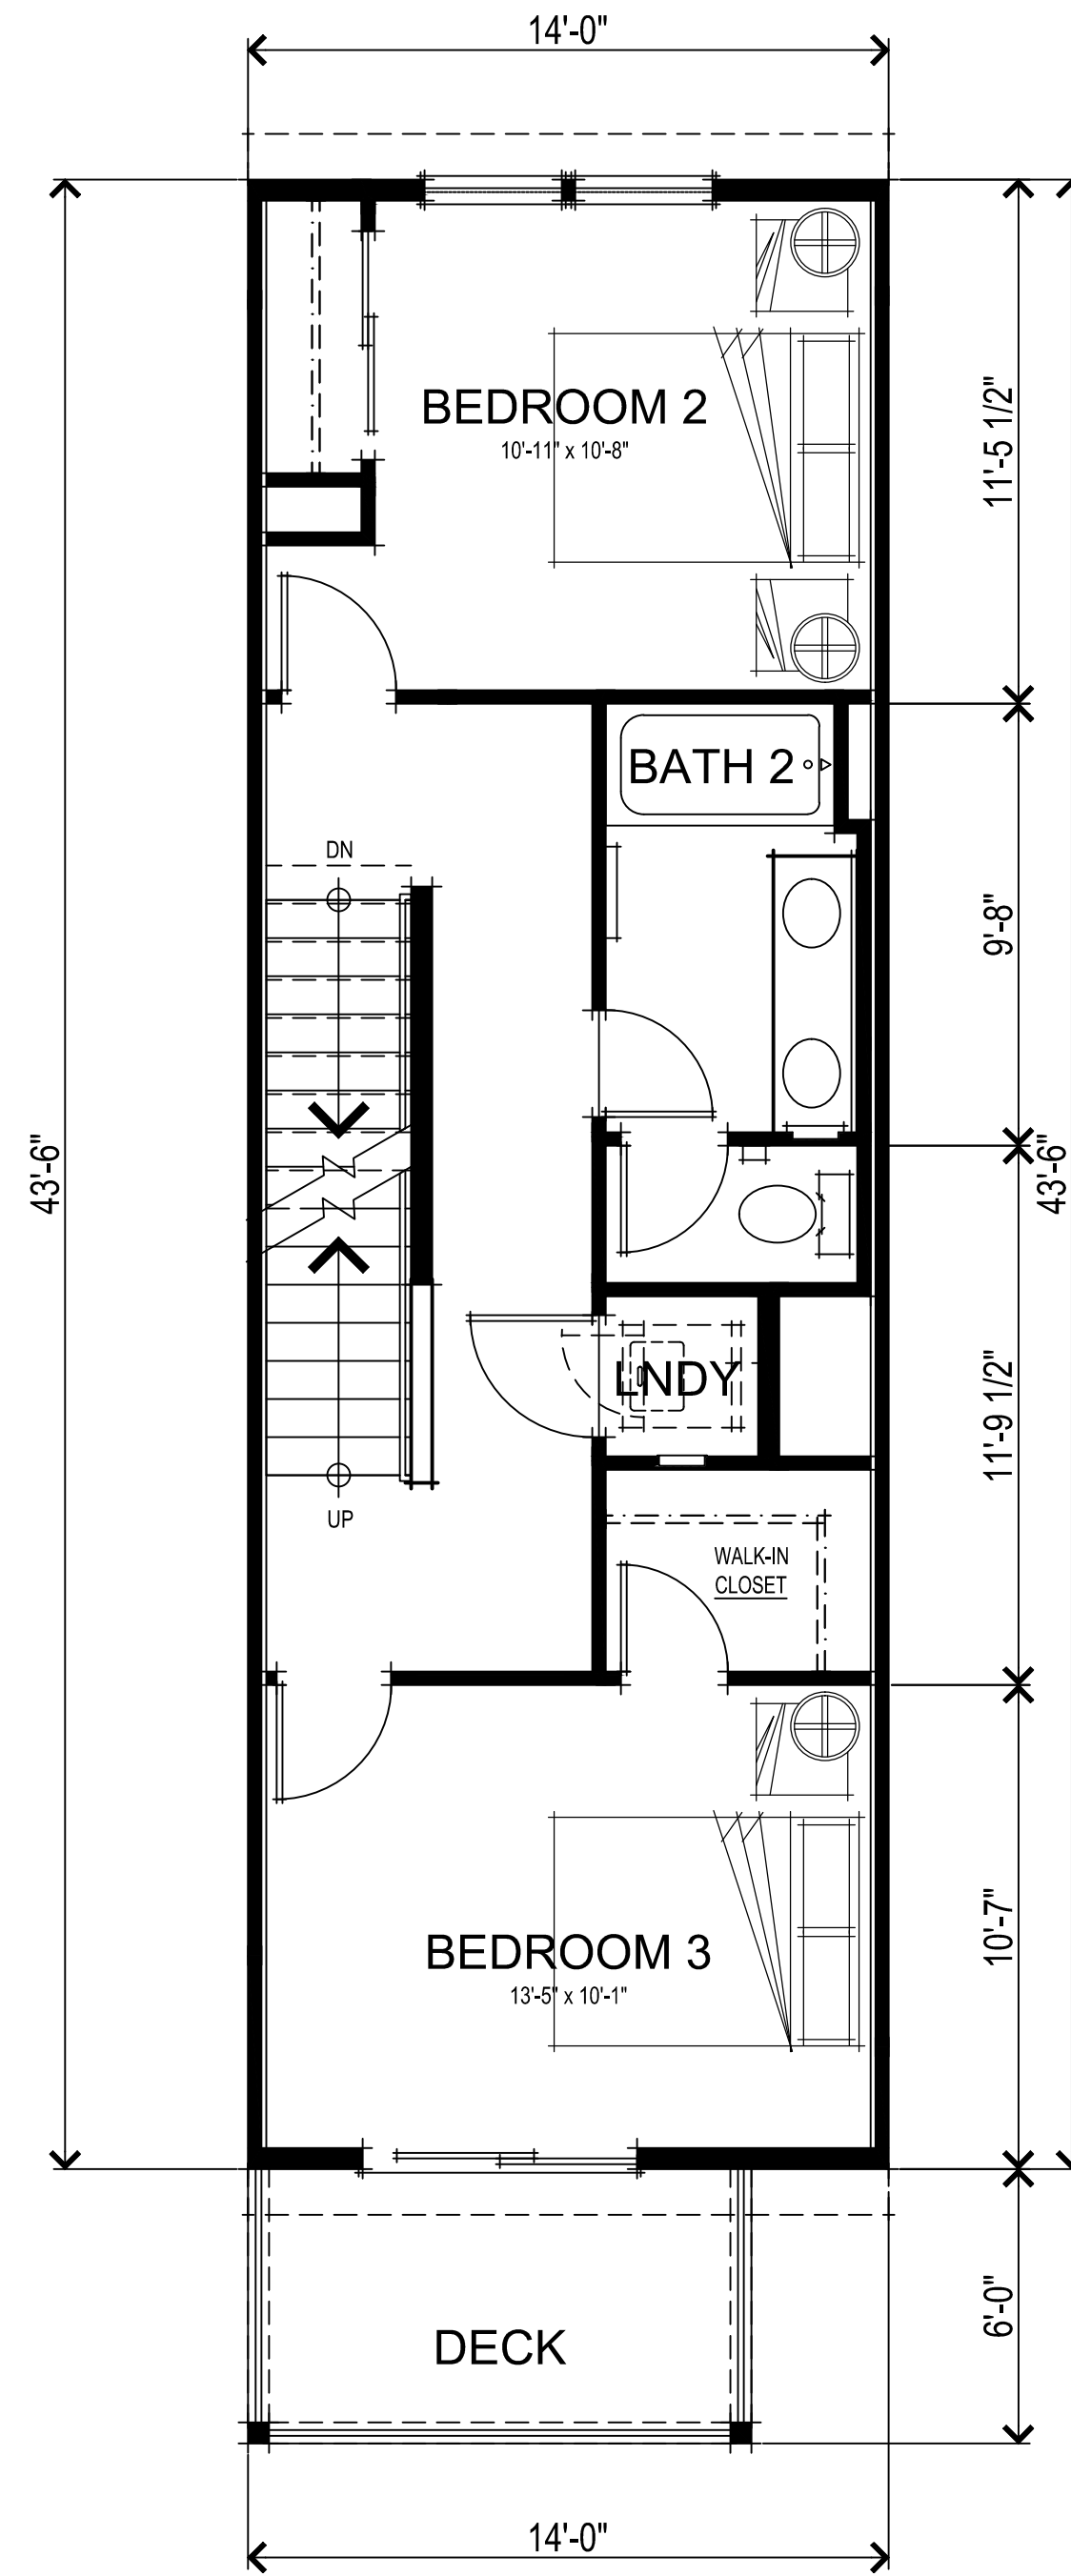 14'-0"
BEDROOM 2
10'-11" x 10'-8"
11'-5 1/2"
BATH 2
DN
9'-8"
43'-6"
43'-6"
LNDY
11'-9 1/2"
UP
WALK-IN
CLOSET
BEDROOM 3
13'-5" x 10'-1"
10'-7"
6'-0"
DECK
14'-0"